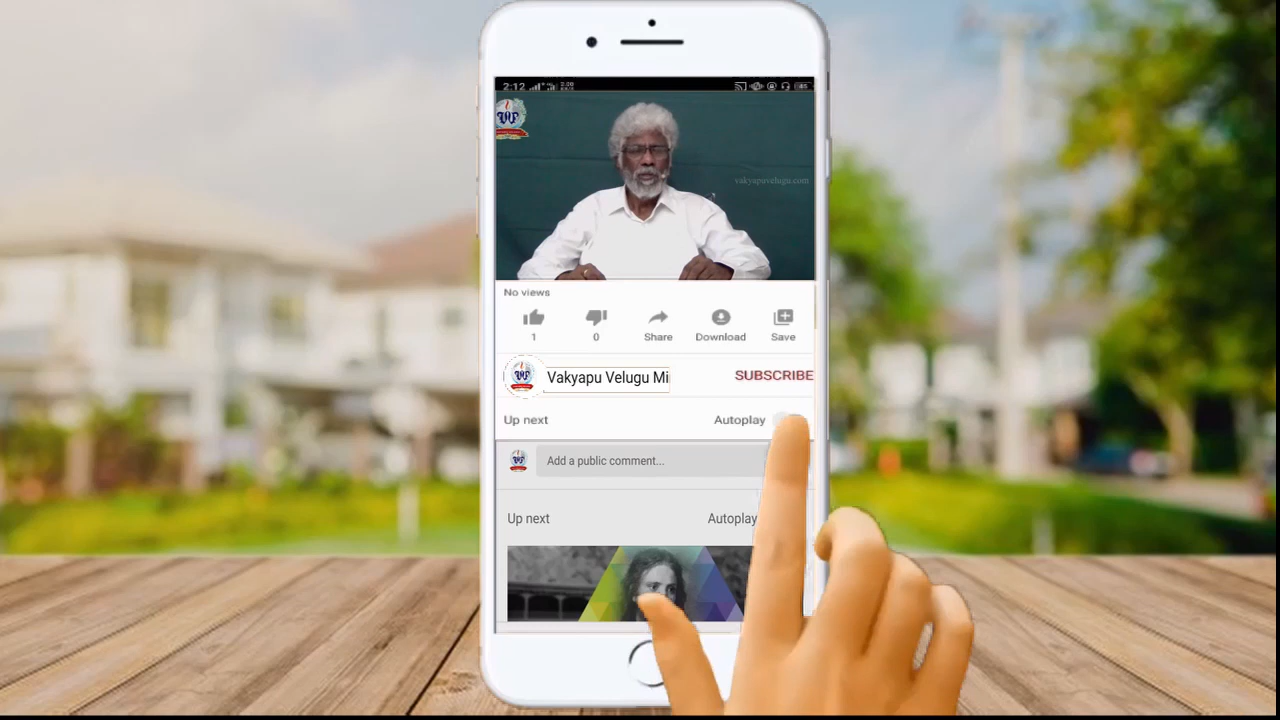 2:12
vakyapuvelugu.com
No views
1 0 Share Download Save
Vakyapu Velugu Mi SUBSCRIBE
Up next Autoplay
Add a public comment...
Up next Autoplay